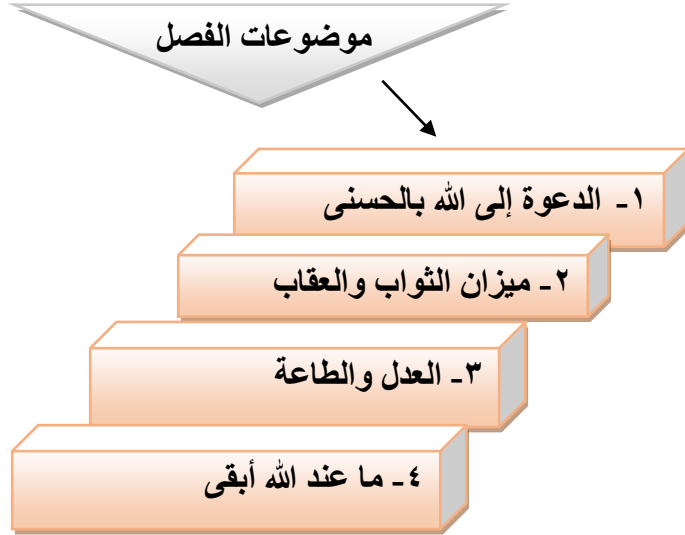 موضوعات الفصل
١- الدعوة إلى الله بالحسنى
٢- ميزان الثواب والعقاب
٣- العدل والطاعة
٤- ما عند الله أبقى